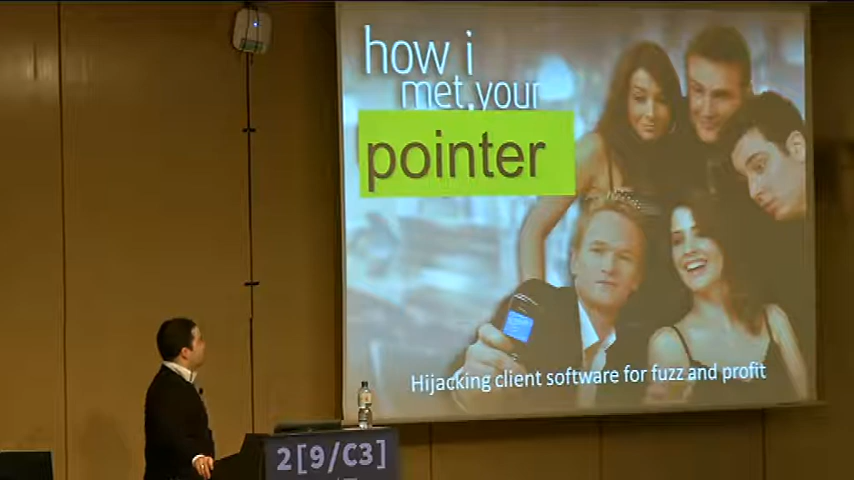 how i
met your
pointer
Hijacking client software for fuzz and profit
2[9/C3]